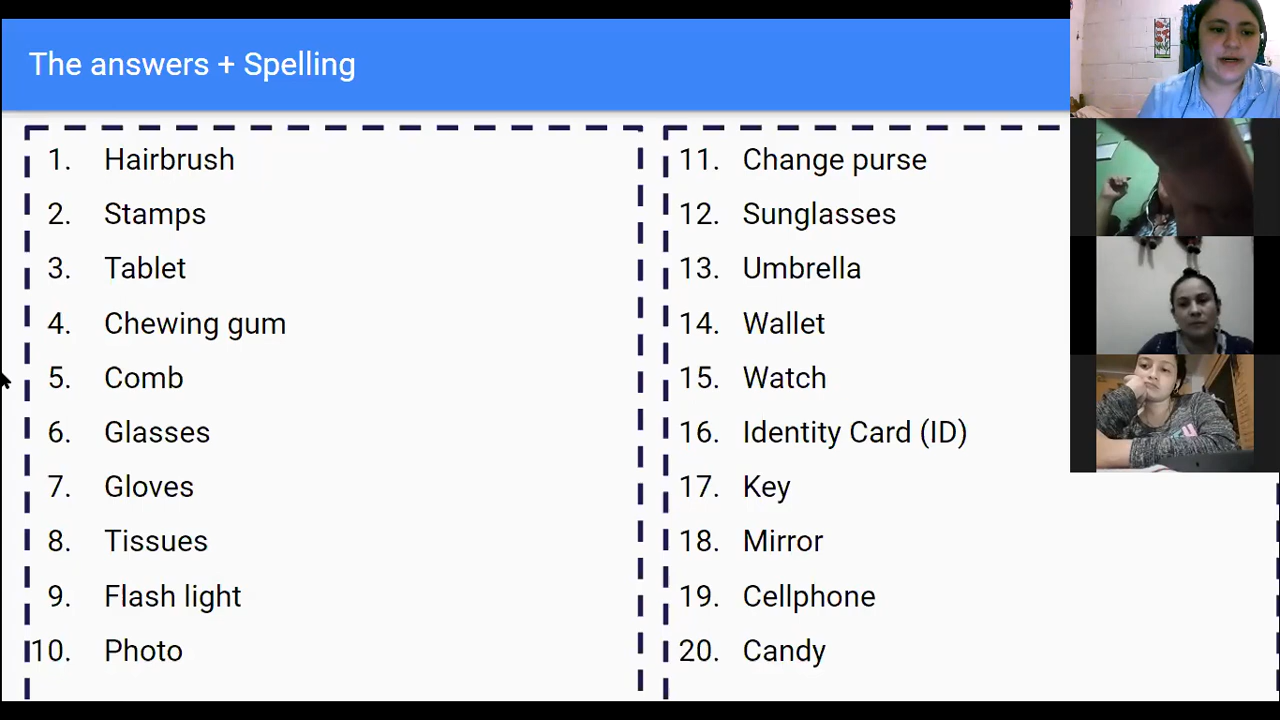 The answers + Spelling
1. Hairbrush
2. Stamps
3. Tablet
4. Chewing gum
5. Comb
6. Glasses
7. Gloves
8. Tissues
9. Flash light
10. Photo
11. Change purse
12. Sunglasses
13. Umbrella
14. Wallet
15. Watch
16. Identity Card (ID)
17. Key
18. Mirror
19. Cellphone
20. Candy